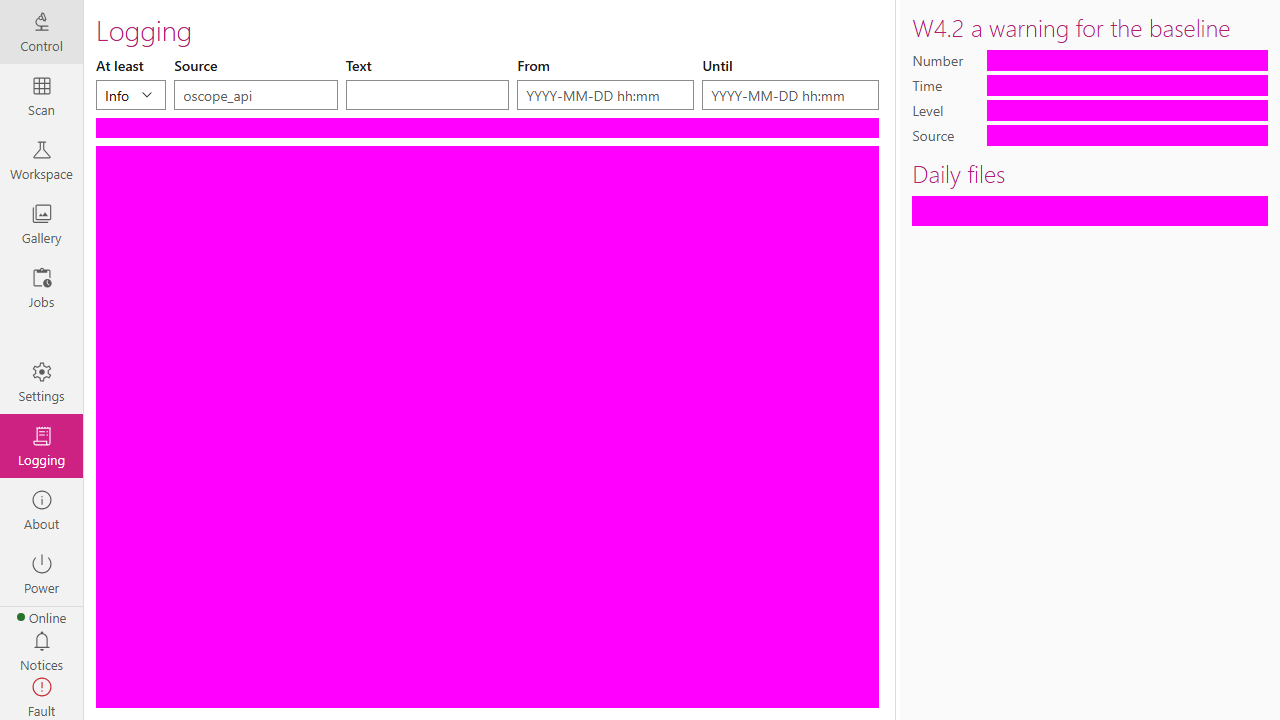 Control
Scan
Workspace
Gallery
Jobs
Settings
Logging
About
Power
Online
Notices
Fault
Logging
At least
Source
Text
From
Until
Info
oscope_api
YYYY-MM-DD hh:mm
YYYY-MM-DD hh:mm
W4.2 a warning for the baseline
Number
Time
Level
Source
Daily files